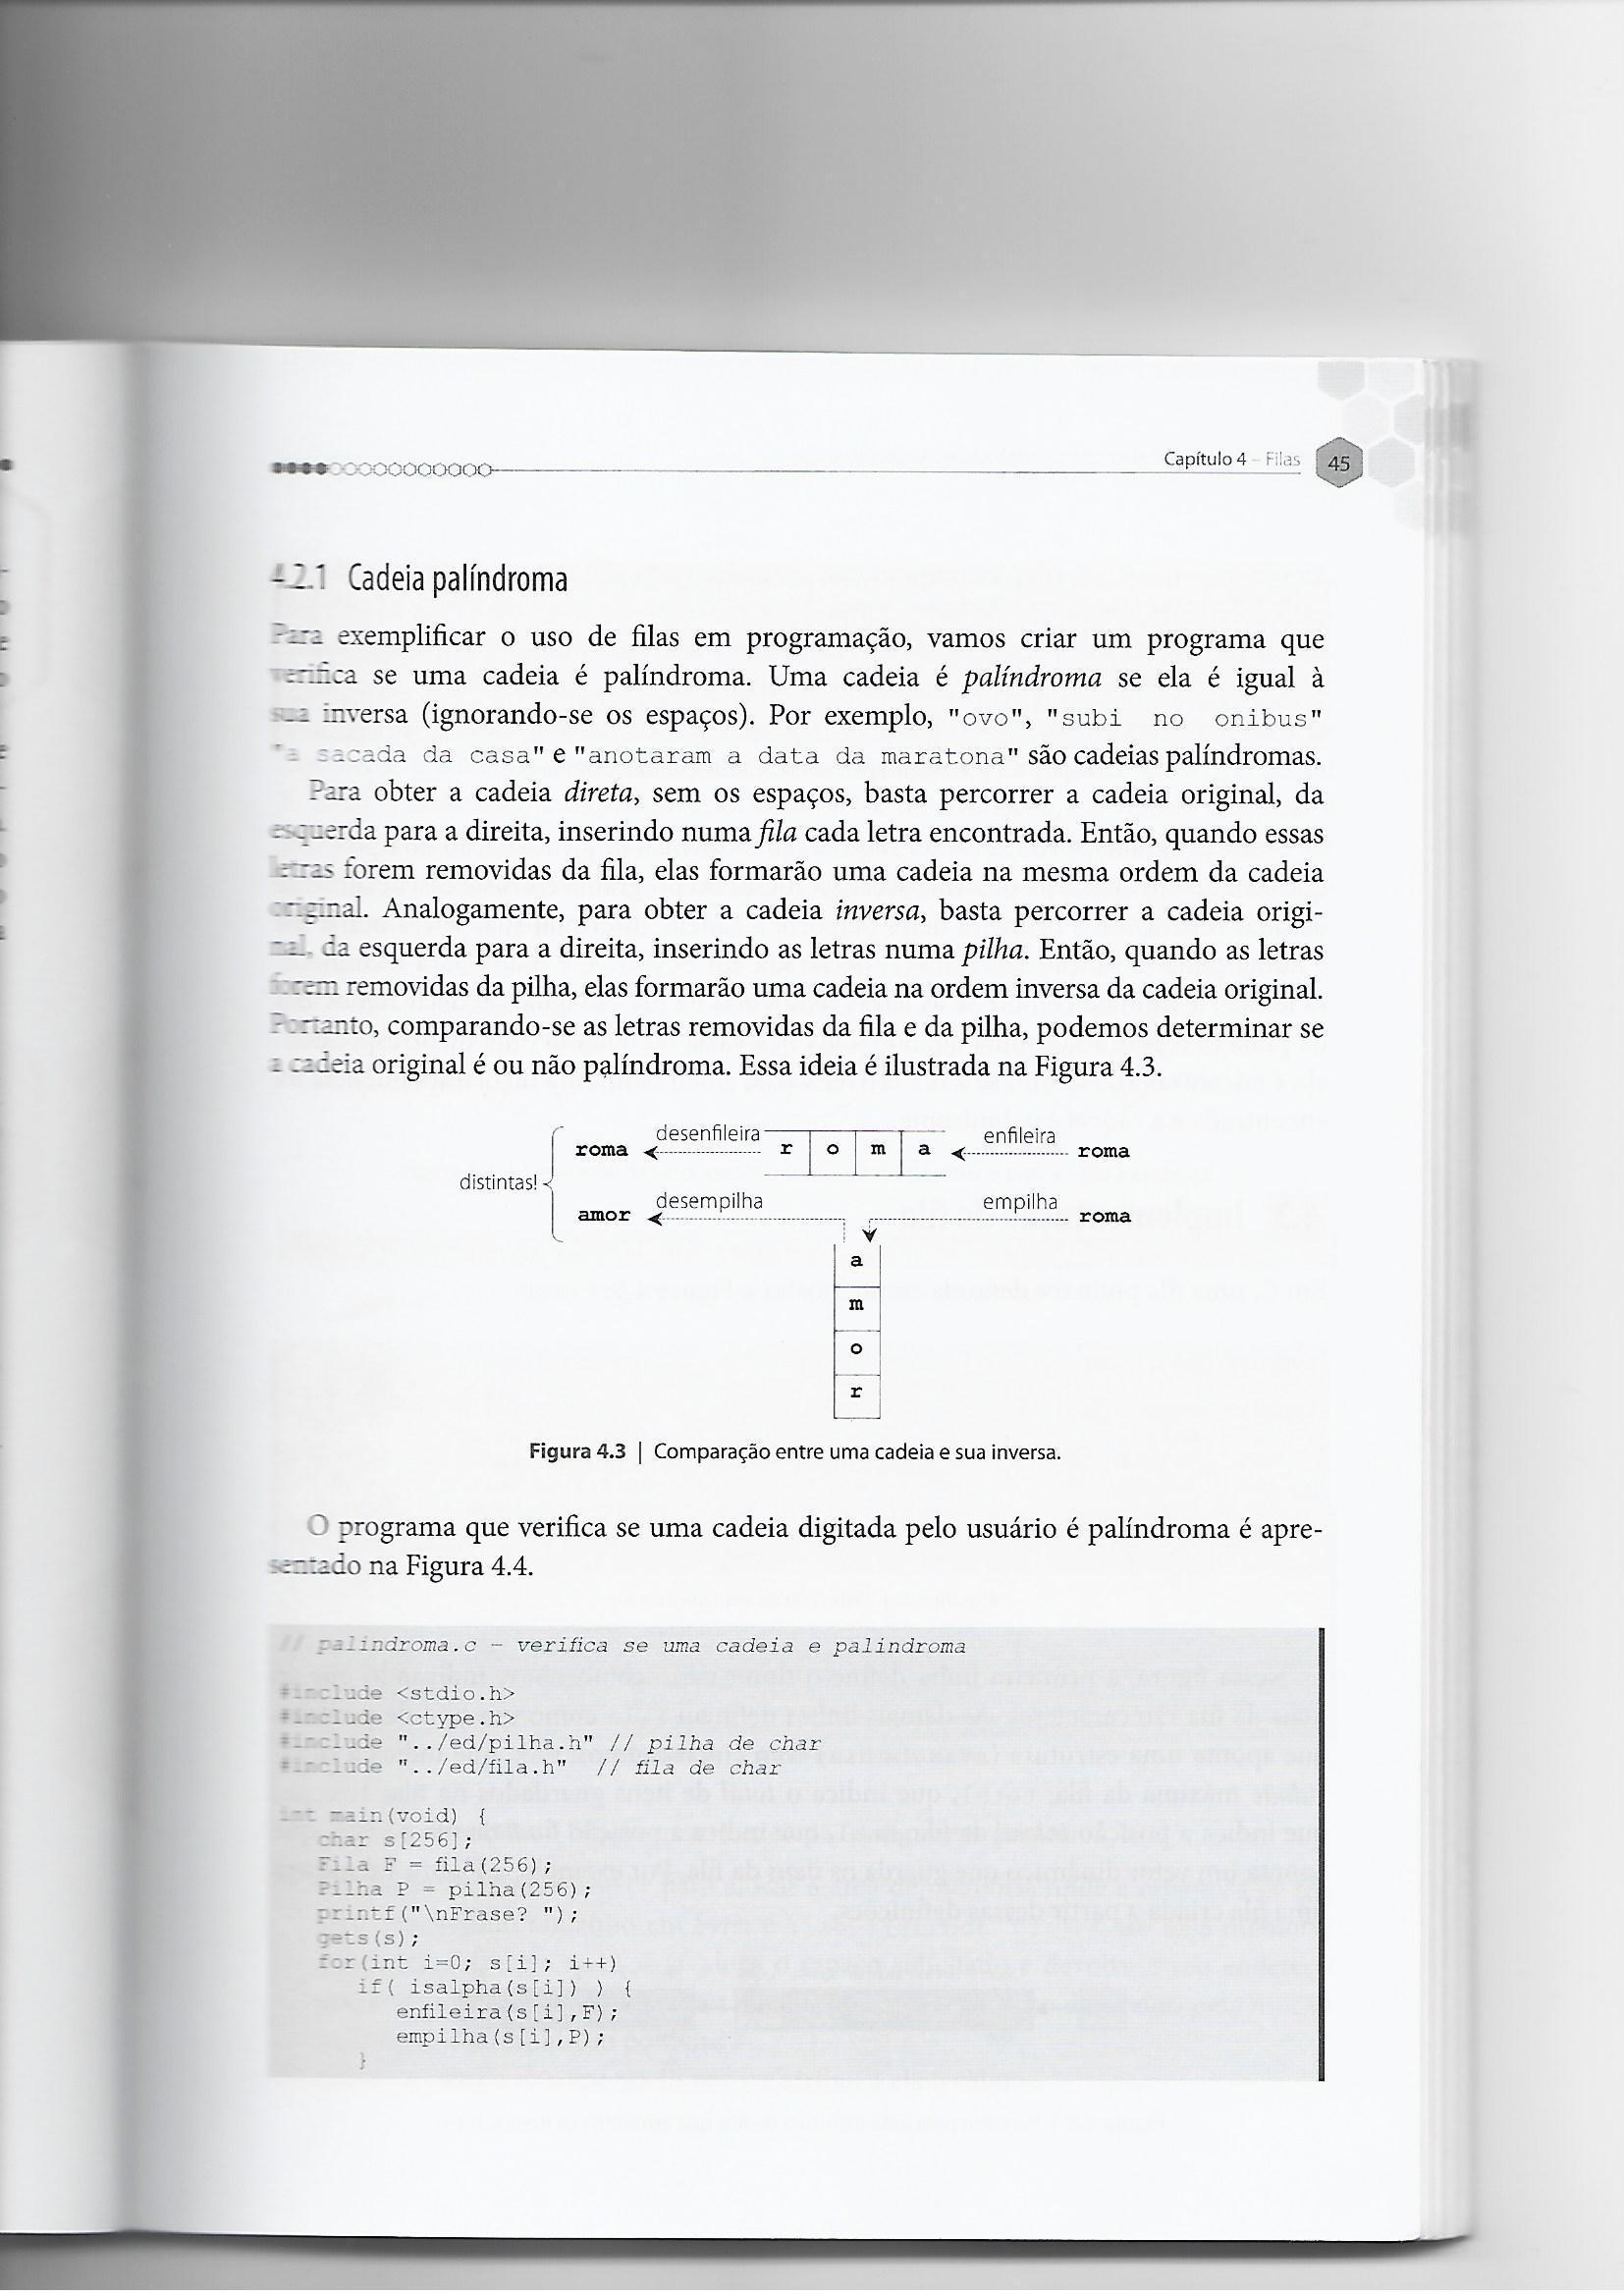 Capítulo 4 – Filas 45
4.2.1 Cadeia palíndroma
Para exemplificar o uso de filas em programação, vamos criar um programa que
verifica se uma cadeia é palíndroma. Uma cadeia é palíndroma se ela é igual à
sua inversa (ignorando-se os espaços). Por exemplo, "ovo", "subi no onibus"
"a sacada da casa" e "anotaram a data da maratona" são cadeias palíndromas.
Para obter a cadeia direta, sem os espaços, basta percorrer a cadeia original, da
esquerda para a direita, inserindo numa fila cada letra encontrada. Então, quando essas
letras forem removidas da fila, elas formarão uma cadeia na mesma ordem da cadeia
original. Analogamente, para obter a cadeia inversa, basta percorrer a cadeia origi-
nal, da esquerda para a direita, inserindo as letras numa pilha. Então, quando as letras
forem removidas da pilha, elas formarão uma cadeia na ordem inversa da cadeia original.
Portanto, comparando-se as letras removidas da fila e da pilha, podemos determinar se
a cadeia original é ou não palíndroma. Essa ideia é ilustrada na Figura 4.3.
desenfileira enfileira
roma r o m a roma
distintas!
desempilha empilha
amor roma
a
m
o
r
Figura 4.3 | Comparação entre uma cadeia e sua inversa.
O programa que verifica se uma cadeia digitada pelo usuário é palíndroma é apre-
sentado na Figura 4.4.
// palindroma.c - verifica se uma cadeia e palindroma
#include <stdio.h>
#include <ctype.h>
#include "../ed/pilha.h" // pilha de char
#include "../ed/fila.h" // fila de char
int main(void) {
char s[256];
Fila F = fila(256);
Pilha P = pilha(256);
printf("\nFrase? ");
gets(s);
for(int i=0; s[i]; i++)
if( isalpha(s[i]) ) {
enfileira(s[i],F);
empilha(s[i],P);
}